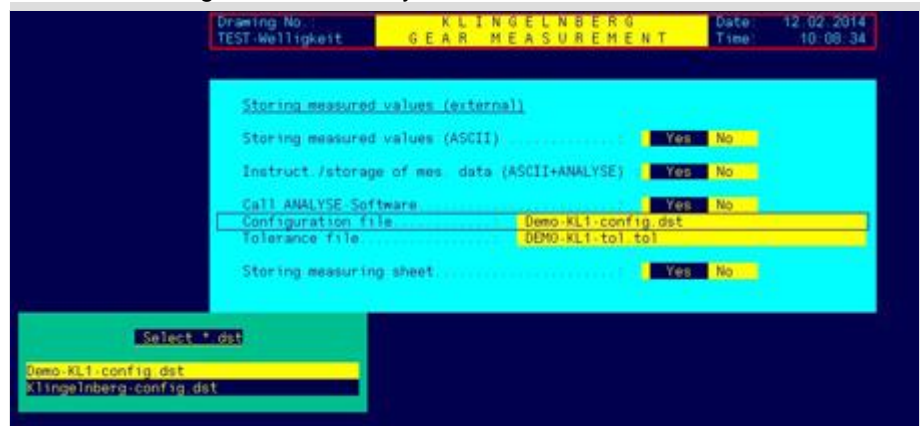 Drawing No.:
TEST-Welligkeit
KLINGELNBERG
GEAR MEASUREMENT
Date: 12.02.2014
Time: 10:08:34
Storing measured values (external)
Storing measured values (ASCII) ..............: Yes No
Instruct./storage of mes. data (ASCII+ANALYSE) Yes No
Call ANALYSE-Software.........................: Yes No
Configuration file..............: Demo-KL1-config.dst
Tolerance file..................: DEMO-KL1-tol.tol
Storing measuring sheet.......................: Yes No
Select *.dst
Demo-KL1-config.dst
Klingelnberg-config.dst